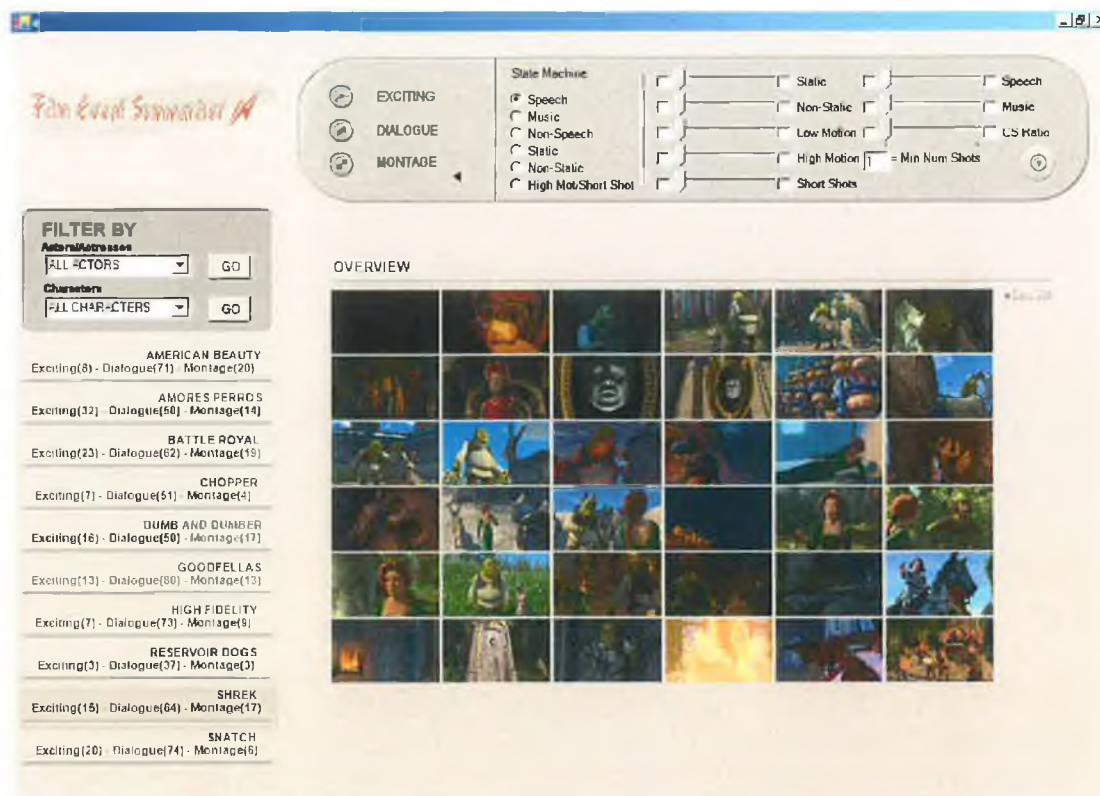 EXCITING
DIALOGUE
MONTAGE
State Machine
Speech
Music
Non-Speech
Static
Non-Static
High Mot/Short Shot
Static
Non-Static
Low Motion
High Motion
Short Shots
Speech
Music
CS Ratio
1 = Min Num Shots
FILTER BY
Actors/Actresses
ALL ACTORS
GO
Characters
ALL CHARACTERS
GO
OVERVIEW
AMERICAN BEAUTY
Exciting(8) - Dialogue(71) - Montage(20)
AMORES PERROS
Exciting(32) - Dialogue(50) - Montage(14)
BATTLE ROYAL
Exciting(23) - Dialogue(62) - Montage(19)
CHOPPER
Exciting(7) - Dialogue(51) - Montage(4)
DUMB AND DUMBER
Exciting(16) - Dialogue(50) - Montage(17)
GOODFELLAS
Exciting(13) - Dialogue(80) - Montage(13)
HIGH FIDELITY
Exciting(7) - Dialogue(73) - Montage(9)
RESERVOIR DOGS
Exciting(3) - Dialogue(37) - Montage(3)
SHREK
Exciting(15) - Dialogue(64) - Montage(17)
SNATCH
Exciting(20) - Dialogue(74) - Montage(6)